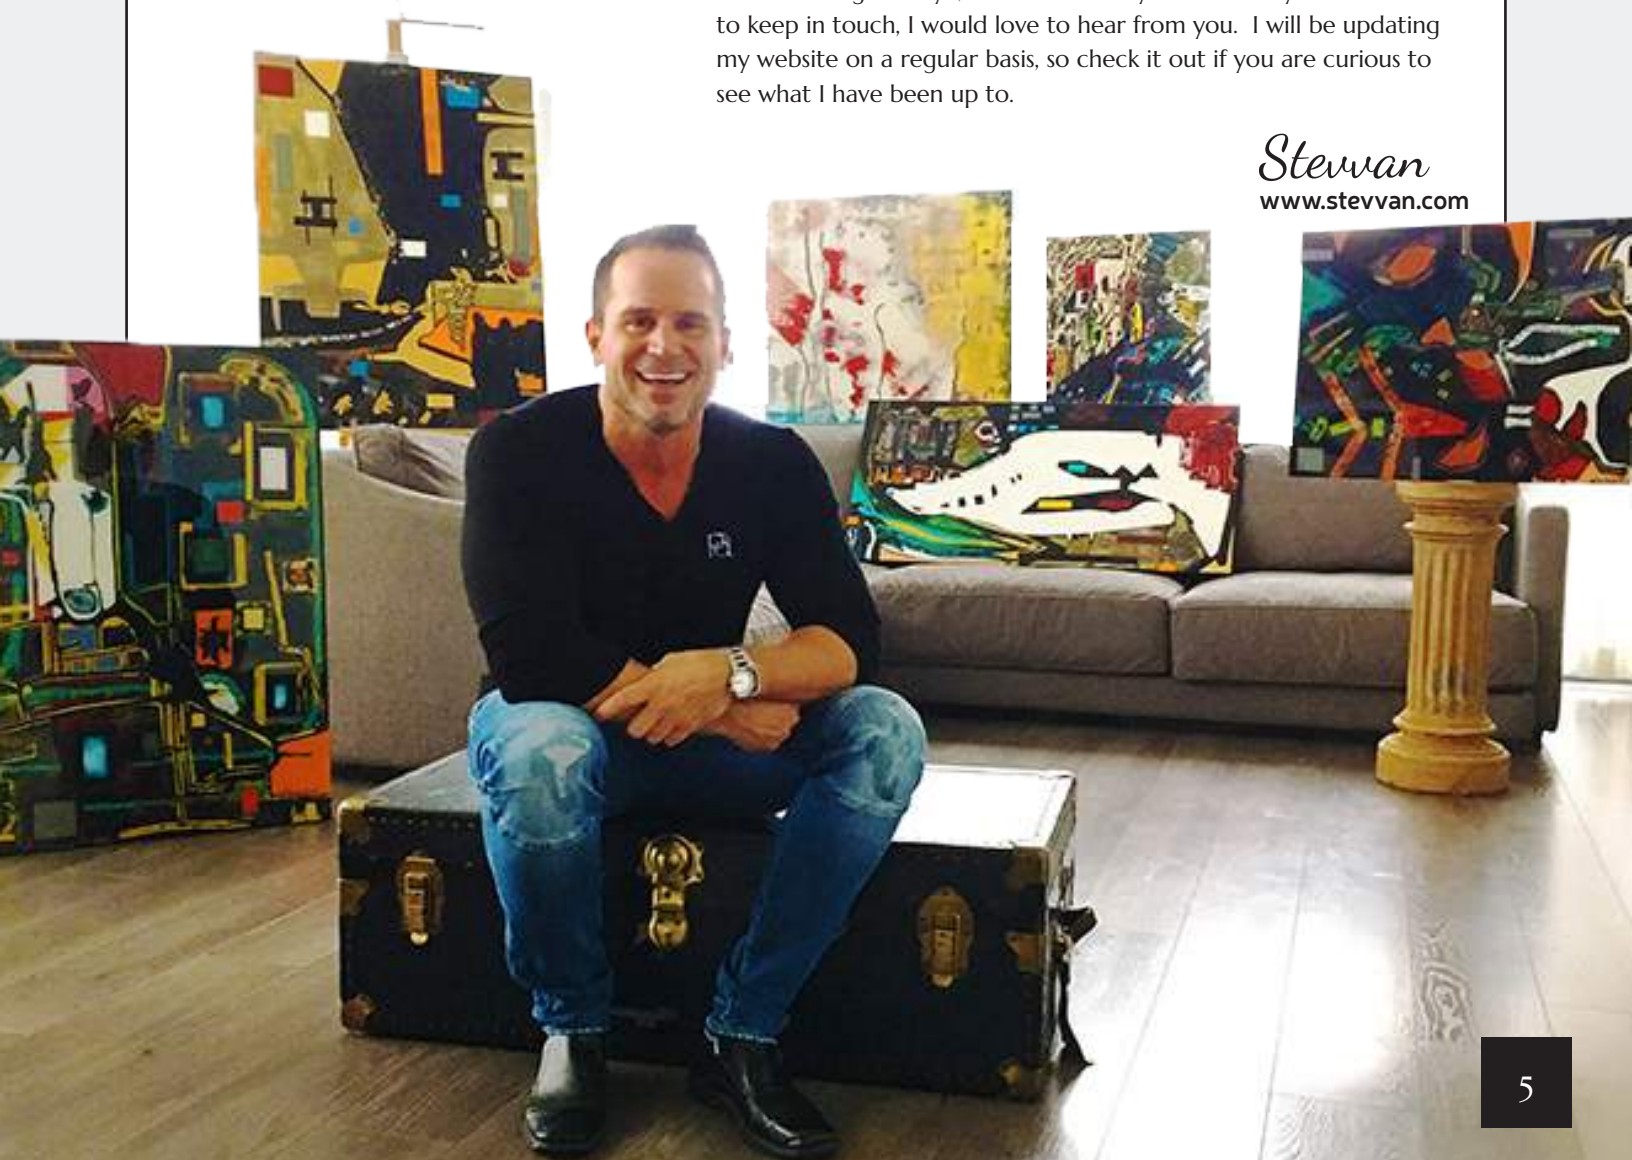 to keep in touch, I would love to hear from you.  I will be updating
my website on a regular basis, so check it out if you are curious to
see what I have been up to.
Stevvan
www.stevvan.com
5